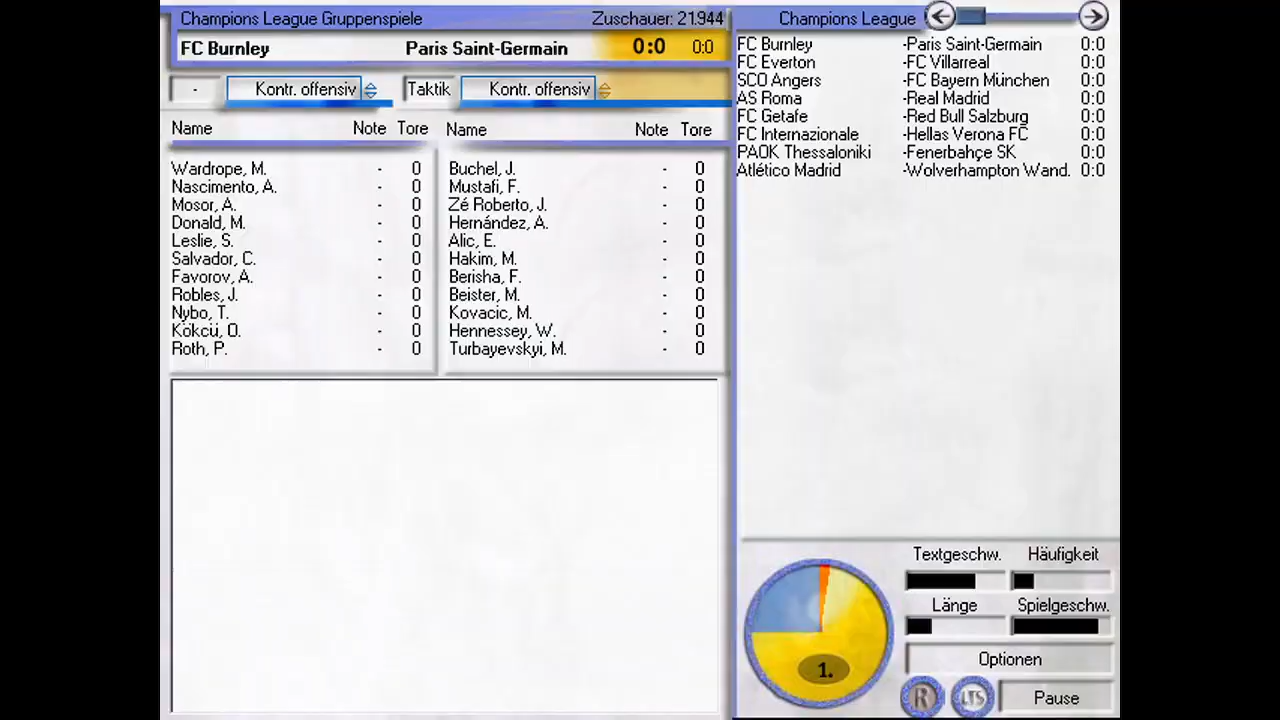 Champions League Gruppenspiele Zuschauer: 21.944
FC Burnley Paris Saint-Germain 0:0 0:0
- Kontr. offensiv Taktik Kontr. offensiv
Name Note Tore Name Note Tore
Wardrope, M. - 0 Buchel, J. - 0
Nascimento, A. - 0 Mustafi, F. - 0
Mosor, A. - 0 Zé Roberto, J. - 0
Donald, M. - 0 Hernández, A. - 0
Leslie, S. - 0 Alic, E. - 0
Salvador, C. - 0 Hakim, M. - 0
Favorov, A. - 0 Berisha, F. - 0
Robles, J. - 0 Beister, M. - 0
Nybo, T. - 0 Kovacic, M. - 0
Kökcü, O. - 0 Hennessey, W. - 0
Roth, P. - 0 Turbayevskyi, M. - 0
Champions League
FC Burnley -Paris Saint-Germain 0:0
FC Everton -FC Villarreal 0:0
SCO Angers -FC Bayern München 0:0
AS Roma -Real Madrid 0:0
FC Getafe -Red Bull Salzburg 0:0
FC Internazionale -Hellas Verona FC 0:0
PAOK Thessaloniki -Fenerbahçe SK 0:0
Atlético Madrid -Wolverhampton Wand. 0:0
Textgeschw. Häufigkeit
Länge Spielgeschw.
Optionen
1.
R LTS Pause